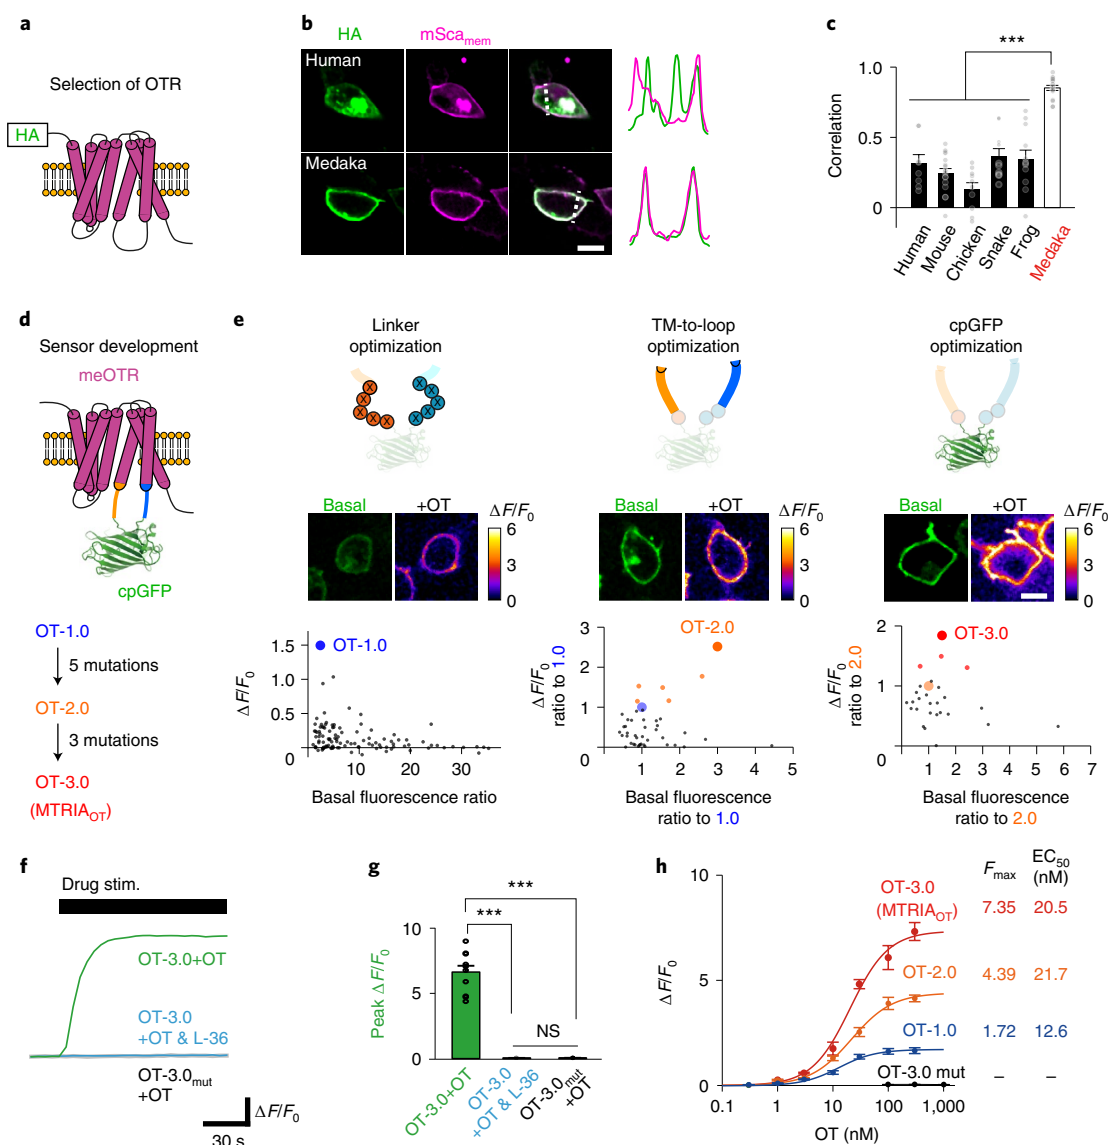 a
Selection of OTR
HA
b
HA
mSca_mem
Human
Medaka
c
***
Correlation
1.0
0.5
0
Human
Mouse
Chicken
Snake
Frog
Medaka
d
Sensor development
meOTR
cpGFP
OT-1.0
5 mutations
OT-2.0
3 mutations
OT-3.0
(MTRIA_OT)
e
Linker
optimization
X X X X X
X X X X X
TM-to-loop
optimization
cpGFP
optimization
Basal
+OT
ΔF/F0
6
3
0
Basal
+OT
ΔF/F0
6
3
0
Basal
+OT
ΔF/F0
6
3
0
ΔF/F0
1.5
1.0
0.5
0
OT-1.0
10 20 30
Basal fluorescence ratio
ΔF/F0
ratio to 1.0
3
2
1
0
OT-2.0
0 1 2 3 4 5
Basal fluorescence
ratio to 1.0
ΔF/F0
ratio to 2.0
2
1
0
OT-3.0
1 2 3 4 5 6 7
Basal fluorescence
ratio to 2.0
f
Drug stim.
OT-3.0+OT
OT-3.0
+OT & L-36
OT-3.0mut
+OT
ΔF/F0
30 s
g
***
***
NS
Peak ΔF/F0
10
5
0
OT-3.0+OT
OT-3.0
+OT & L-36
OT-3.0mut
+OT
h
ΔF/F0
10
5
0
0.1 1 10 100 1,000
OT (nM)
Fmax
EC50
(nM)
OT-3.0
(MTRIA_OT)
7.35 20.5
OT-2.0 4.39 21.7
OT-1.0 1.72 12.6
OT-3.0 mut – –